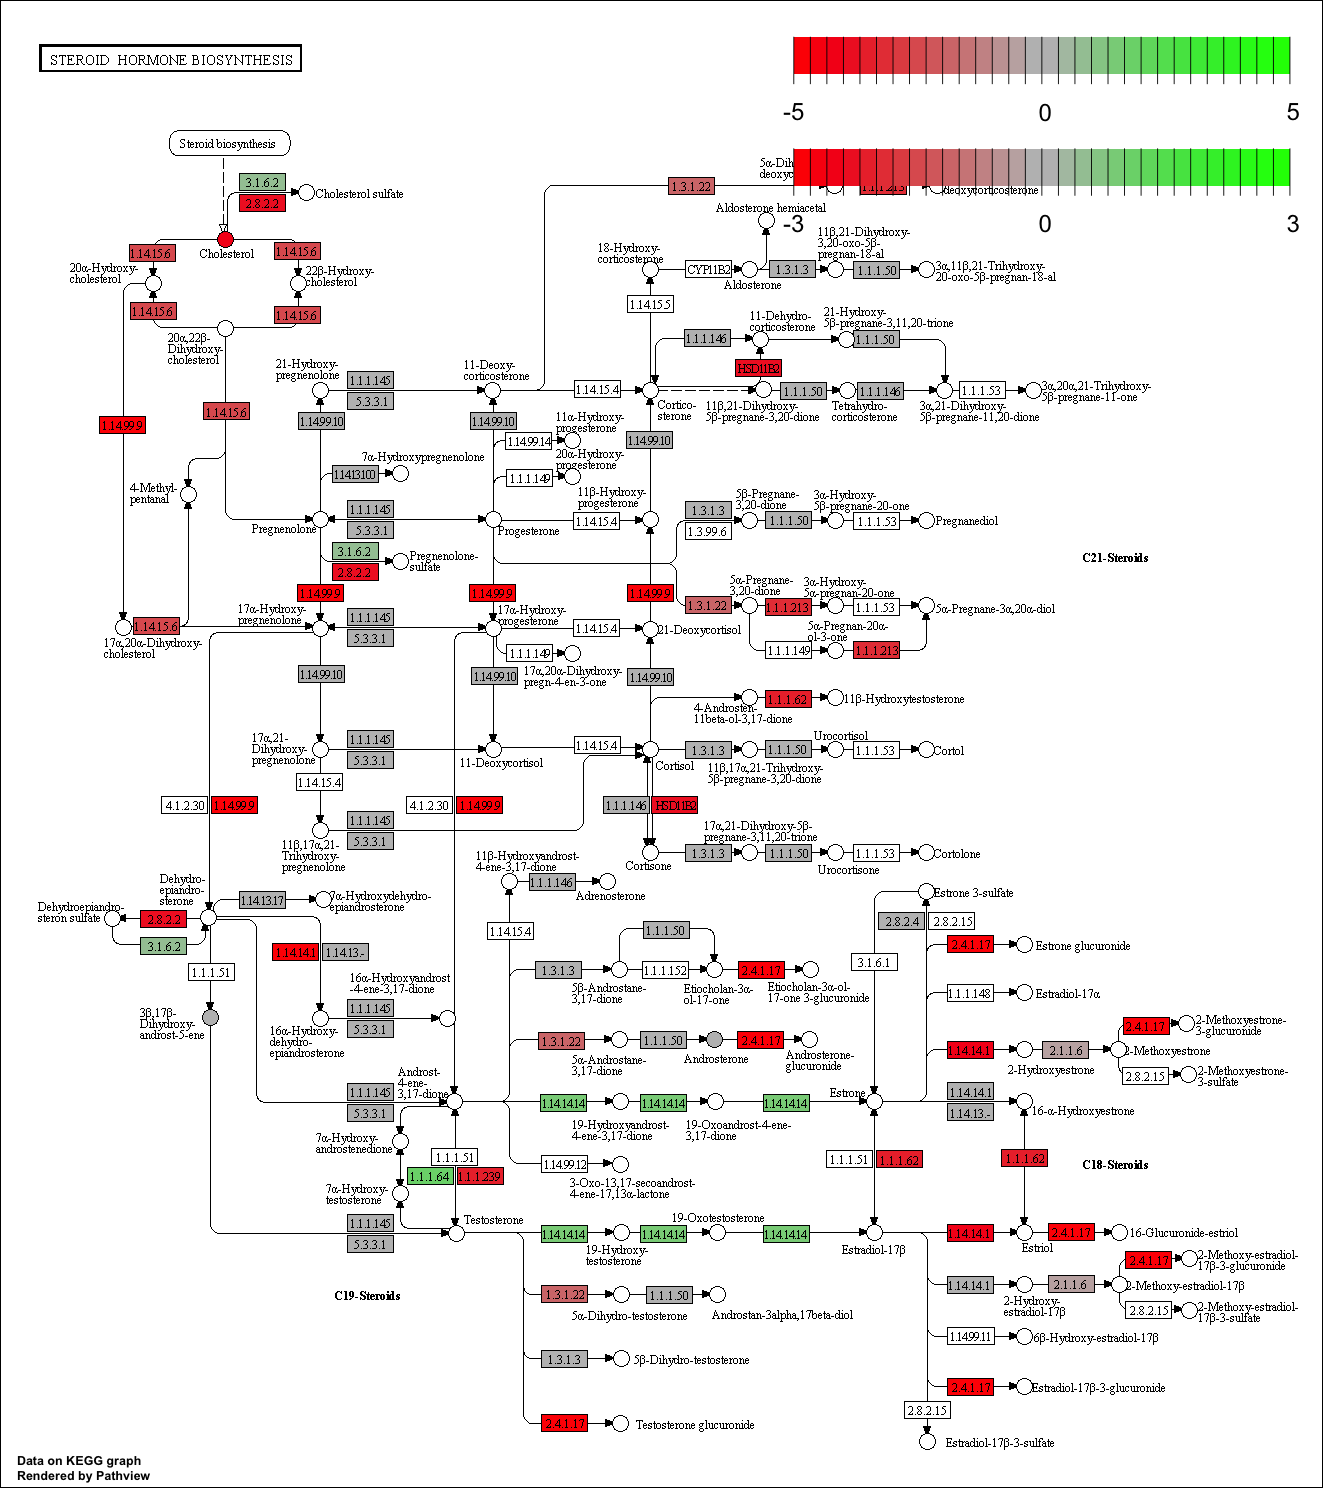 STEROID HORMONE BIOSYNTHESIS
-5
0
5
-3
0
3
Steroid biosynthesis
3.1.6.2
2.8.2.2
Cholesterol sulfate
1.14.15.6
1.14.15.6
Cholesterol
20α-Hydroxy-
cholesterol
22β-Hydroxy-
cholesterol
1.14.15.6
1.14.15.6
20α,22β-
Dihydroxy-
cholesterol
1.14.15.6
1.14.99.9
4-Methyl-
pentanal
1.14.15.6
17α,20α-Dihydroxy-
cholesterol
1.3.1.22
1.1.1.213
deoxycorticosterone
Aldosterone hemiacetal
18-Hydroxy-
corticosterone
CYP11B2
Aldosterone
1.3.1.3
11β,21-Dihydroxy-
3,20-oxo-5β-
pregnan-18-al
1.1.1.50
3α,11β,21-Trihydroxy-
20-oxo-5β-pregnan-18-al
1.14.15.5
11-Dehydro-
corticosterone
21-Hydroxy-
5β-pregnane-3,11,20-trione
1.1.1.146
1.1.1.50
HSD11B2
21-Hydroxy-
pregnenolone
1.1.1.145
5.3.3.1
11-Deoxy-
corticosterone
1.14.15.4
Cortico-
sterone
1.1.1.50
11β,21-Dihydroxy-
5β-pregnane-3,20-dione
1.1.1.146
Tetrahydro-
corticosterone
3α,21-Dihydroxy-
5β-pregnane-11,20-dione
1.1.1.53
3α,20α,21-Trihydroxy-
5β-pregnane-11-one
1.14.99.10
1.14.99.10
1.14.99.10
11α-Hydroxy-
progesterone
1.14.99.14
20α-Hydroxy-
progesterone
1.1.1.149
7α-Hydroxypregnenolone
1.14.13.100
11β-Hydroxy-
progesterone
Pregnenolone
1.1.1.145
5.3.3.1
Progesterone
1.14.15.4
1.3.1.3
1.3.99.6
5β-Pregnane-
3,20-dione
1.1.1.50
3α-Hydroxy-
5β-pregnane-20-one
1.1.1.53
Pregnanediol
3.1.6.2
2.8.2.2
Pregnenolone-
sulfate
C21-Steroids
1.14.99.9
1.14.99.9
1.14.99.9
1.3.1.22
5α-Pregnane-
3,20-dione
1.1.1.213
3α-Hydroxy-
5α-pregnan-20-one
1.1.1.53
5α-Pregnane-3α,20α-diol
1.1.1.149
5α-Pregnan-20α-
ol-3-one
1.1.1.213
17α-Hydroxy-
pregnenolone
1.1.1.145
5.3.3.1
17α-Hydroxy-
progesterone
1.14.15.4
21-Deoxycortisol
1.1.1.149
17α,20α-Dihydroxy-
pregn-4-en-3-one
1.14.99.10
1.14.99.10
1.14.99.10
4-Androsten-
11beta-ol-3,17-dione
1.1.1.62
11β-Hydroxytestosterone
17α,21-
Dihydroxy-
pregnenolone
1.1.1.145
5.3.3.1
11-Deoxycortisol
1.14.15.4
Cortisol
1.3.1.3
11β,17α,21-Trihydroxy-
5β-pregnane-3,20-dione
1.1.1.50
Urocortisol
1.1.1.53
Cortol
1.14.15.4
4.1.2.30
1.14.99.9
4.1.2.30
1.14.99.9
1.1.1.146
HSD11B2
1.1.1.145
5.3.3.1
11β,17α,21-
Trihydroxy-
pregnenolone
17α,21-Dihydroxy-5β-
pregnane-3,11,20-trione
Cortisone
1.3.1.3
1.1.1.50
Urocortisone
1.1.1.53
Cortolone
11β-Hydroxyandrost-
4-ene-3,17-dione
1.1.1.146
Adrenosterone
Dehydro-
epiandro-
sterone
Dehydroepiandro-
steron sulfate
2.8.2.2
3.1.6.2
1.14.13.17
7α-Hydroxydehydro-
epiandrosterone
1.1.1.51
1.14.14.1
1.14.13.-
3β,17β-
Dihydroxy-
androst-5-ene
16α-Hydroxy-
dehydro-
epiandrosterone
16α-Hydroxyandrost
-4-ene-3,17-dione
1.1.1.145
5.3.3.1
1.14.15.4
1.1.1.50
1.3.1.3
5β-Androstane-
3,17-dione
1.1.1.152
Etiocholan-3α-
ol-17-one
2.4.1.17
Etiocholan-3α-ol-
17-one 3-glucuronide
1.3.1.22
5α-Androstane-
3,17-dione
1.1.1.50
Androsterone
2.4.1.17
Androsterone-
glucuronide
Estrone 3-sulfate
2.8.2.4
2.8.2.15
3.1.6.1
2.4.1.17
Estrone glucuronide
1.1.1.148
Estradiol-17α
1.14.14.1
2-Hydroxyestrone
2.1.1.6
2-Methoxyestrone
2.4.1.17
2-Methoxyestrone-
3-glucuronide
2.8.2.15
2-Methoxyestrone-
3-sulfate
Androst-
4-ene-
3,17-dione
1.1.1.145
5.3.3.1
1.14.14.14
19-Hydroxyandrost-
4-ene-3,17-dione
1.14.14.14
19-Oxoandrost-4-ene-
3,17-dione
1.14.14.14
Estrone
1.14.14.1
1.14.13.-
16-α-Hydroxyestrone
7α-Hydroxy-
androstenedione
1.14.99.12
3-Oxo-13,17-secoandrost-
4-ene-17,13α-lactone
1.1.1.51
1.1.1.64
1.1.1.239
1.1.1.51
1.1.1.62
1.1.1.62
C18-Steroids
7α-Hydroxy-
testosterone
1.1.1.145
5.3.3.1
Testosterone
1.14.14.14
19-Hydroxy-
testosterone
1.14.14.14
19-Oxotestosterone
1.14.14.14
Estradiol-17β
1.14.14.1
Estriol
2.4.1.17
16-Glucuronide-estriol
C19-Steroids
1.3.1.22
5α-Dihydro-testosterone
1.1.1.50
Androstan-3alpha,17beta-diol
1.14.14.1
2-Hydroxy-
estradiol-17β
2.1.1.6
2-Methoxy-estradiol-17β
2.4.1.17
2-Methoxy-estradiol-
17β-3-glucuronide
2.8.2.15
2-Methoxy-estradiol-
17β-3-sulfate
1.14.99.11
6β-Hydroxy-estradiol-17β
1.3.1.3
5β-Dihydro-testosterone
2.4.1.17
Estradiol-17β-3-glucuronide
2.4.1.17
Testosterone glucuronide
2.8.2.15
Estradiol-17β-3-sulfate
Data on KEGG graph
Rendered by Pathview